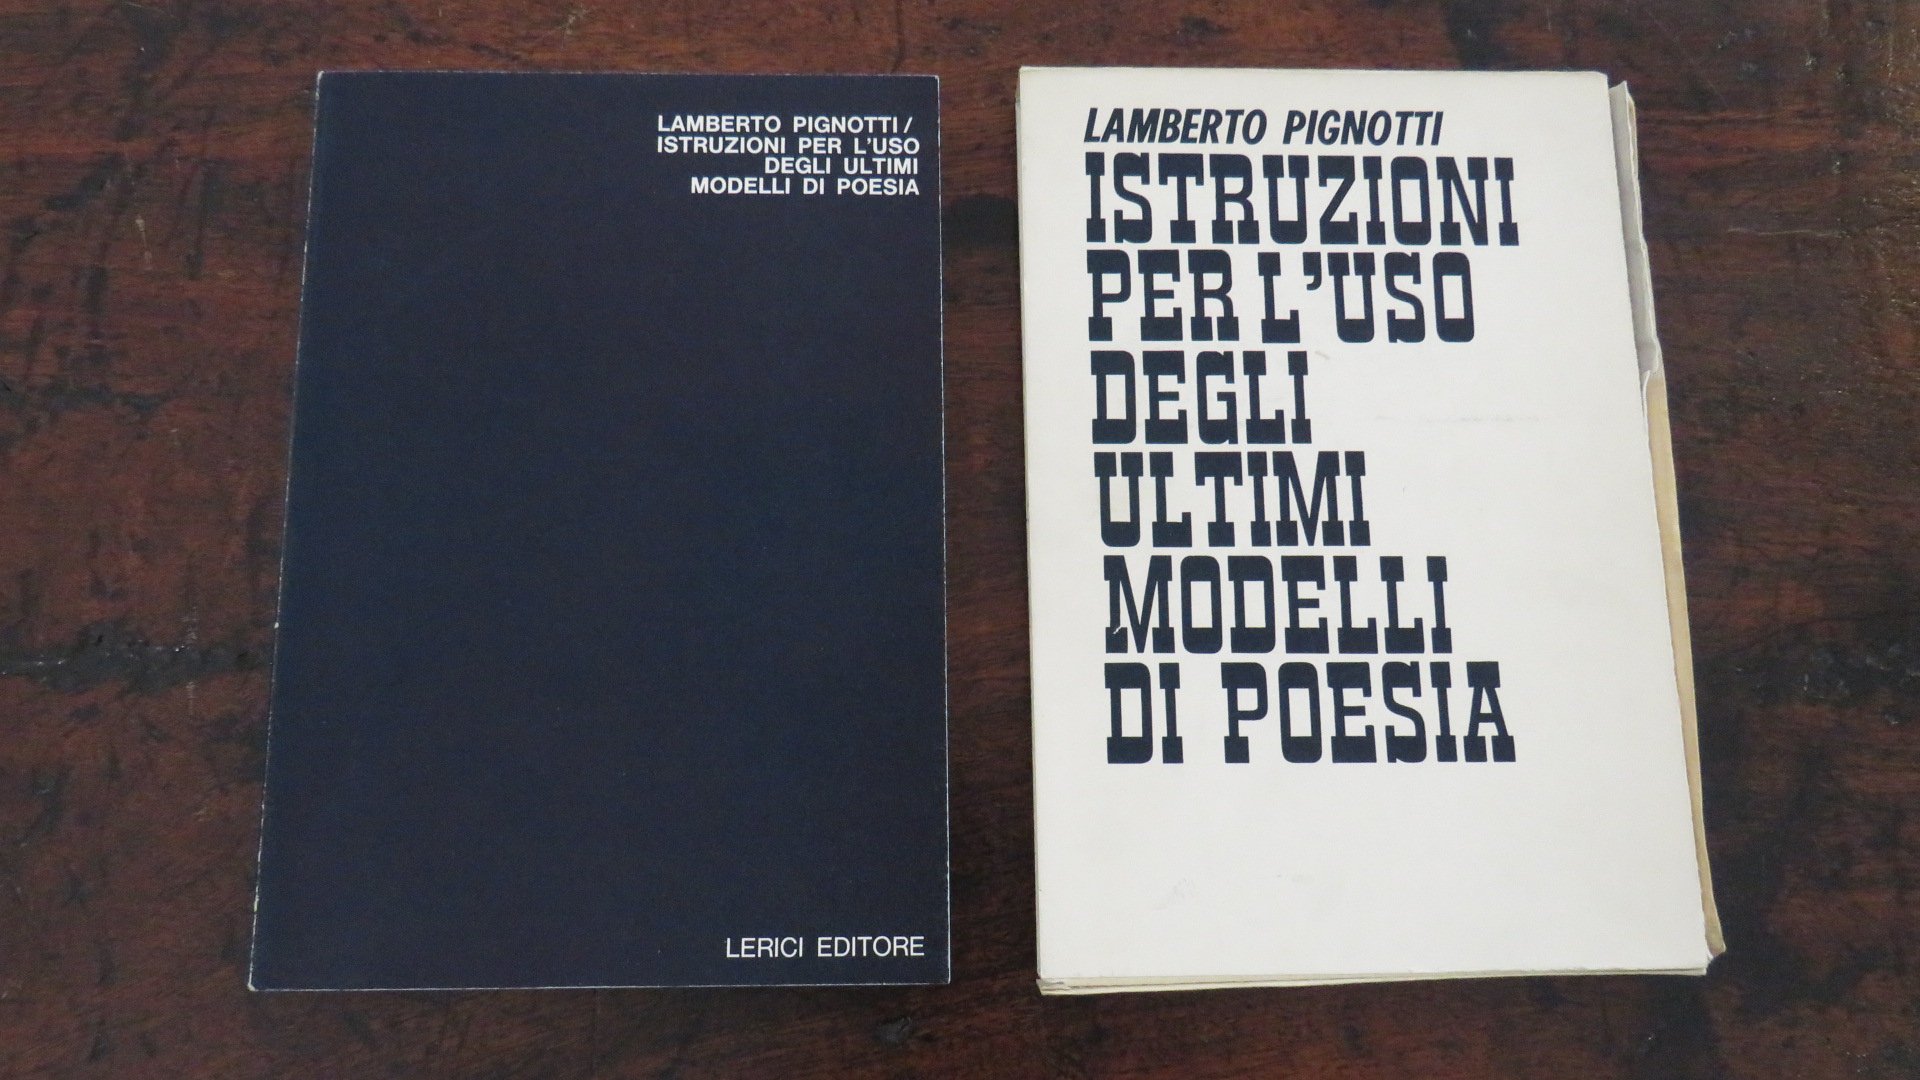 LAMBERTO PIGNOTTI/
ISTRUZIONI PER L'USO
DEGLI ULTIMI
MODELLI DI POESIA
LERICI EDITORE
LAMBERTO PIGNOTTI
ISTRUZIONI
PER L'USO
DEGLI
ULTIMI
MODELLI
DI POESIA